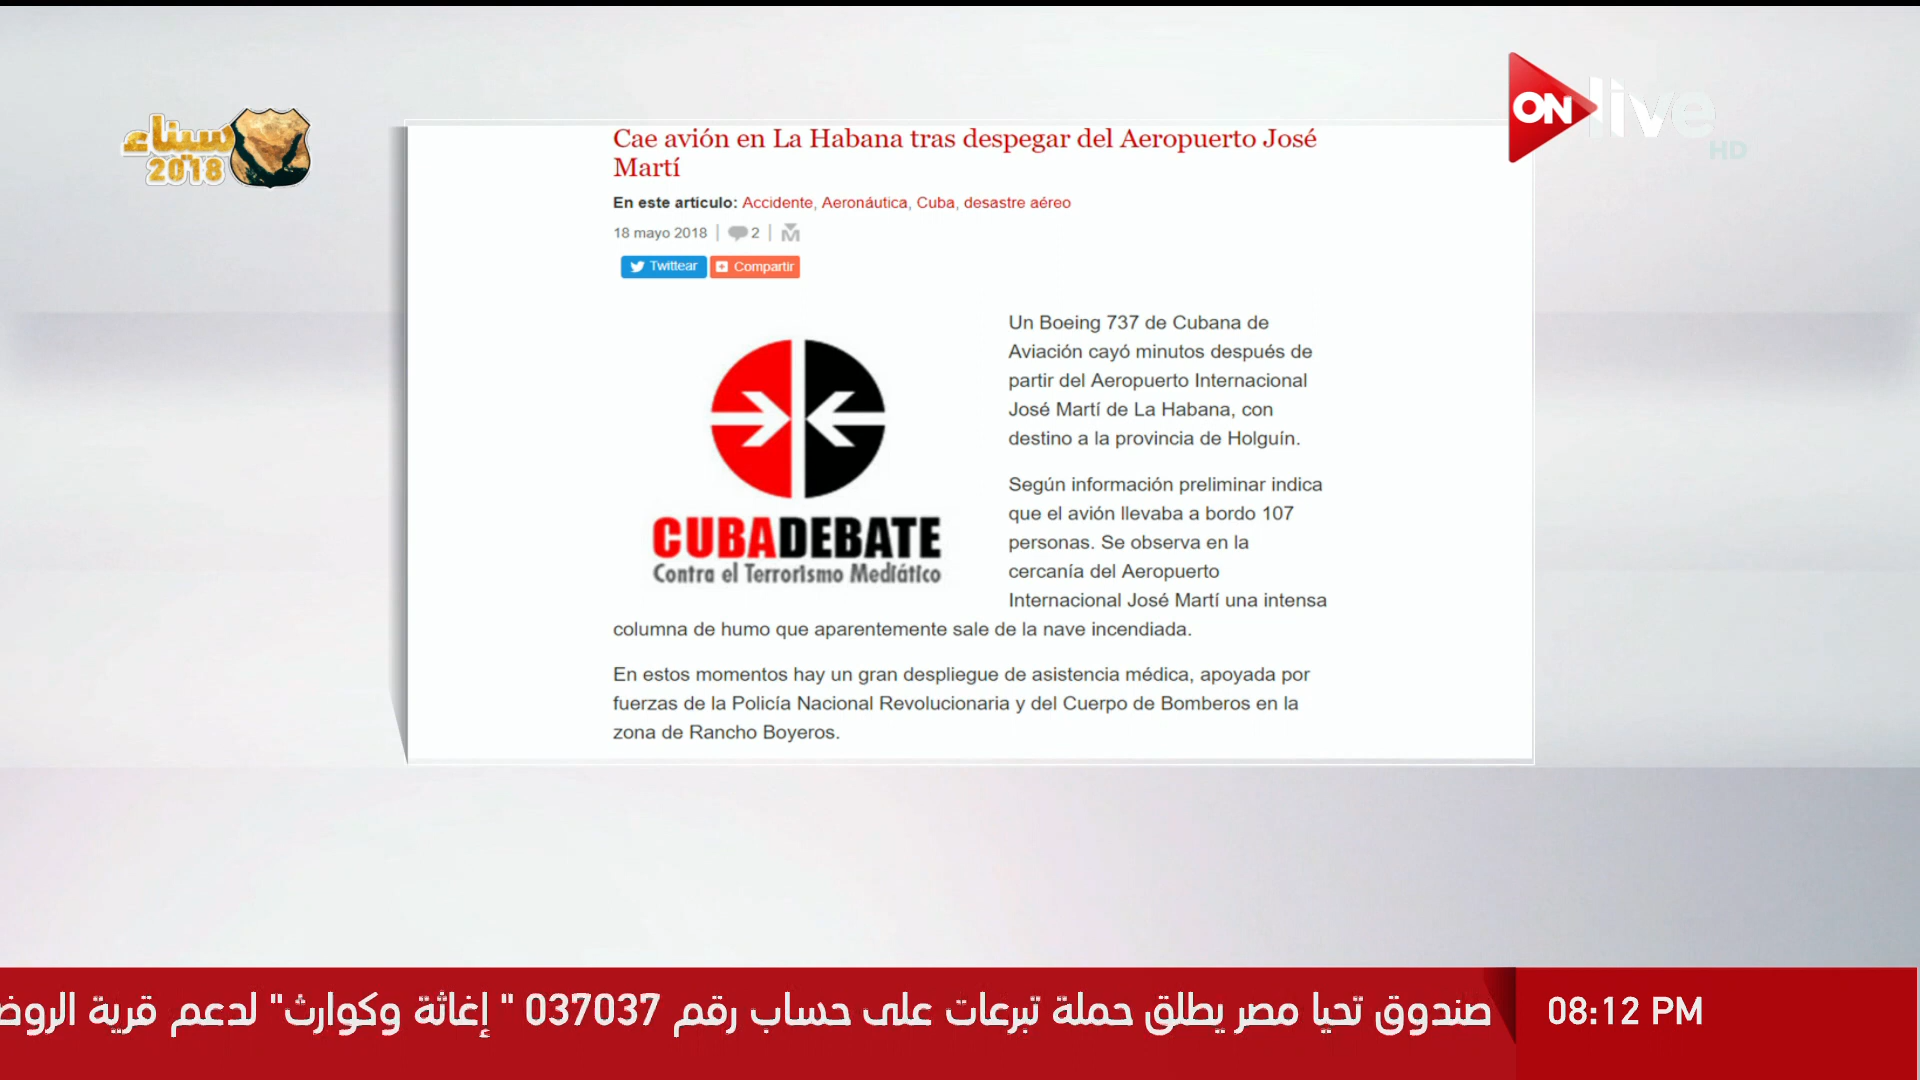 سيناء
2018
ON live
HD
Cae avión en La Habana tras despegar del Aeropuerto José
Martí
En este artículo: Accidente, Aeronáutica, Cuba, desastre aéreo
18 mayo 2018 | 2 |
Twittear Compartir
CUBADEBATE
Contra el Terrorismo Mediático
Un Boeing 737 de Cubana de
Aviación cayó minutos después de
partir del Aeropuerto Internacional
José Martí de La Habana, con
destino a la provincia de Holguín.
Según información preliminar indica
que el avión llevaba a bordo 107
personas. Se observa en la
cercanía del Aeropuerto
Internacional José Martí una intensa
columna de humo que aparentemente sale de la nave incendiada.
En estos momentos hay un gran despliegue de asistencia médica, apoyada por
fuerzas de la Policía Nacional Revolucionaria y del Cuerpo de Bomberos en la
zona de Rancho Boyeros.
صندوق تحيا مصر يطلق حملة تبرعات على حساب رقم 037037 " إغاثة وكوارث" لدعم قرية الروض
08:12 PM